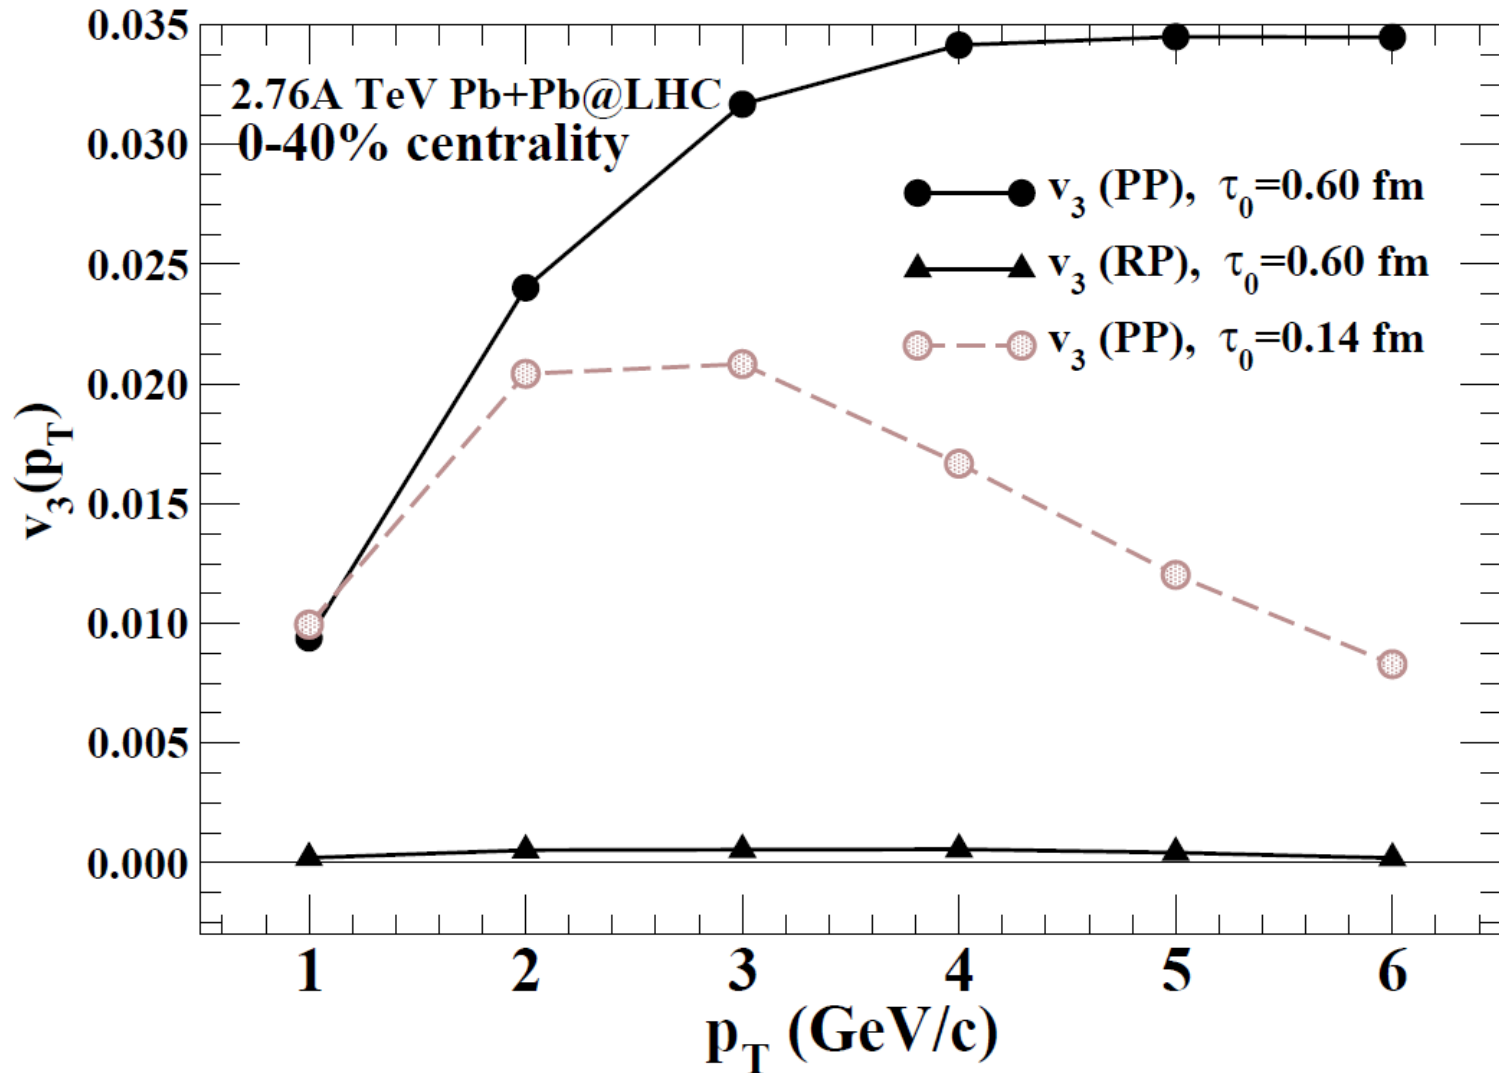 2.76A TeV Pb+Pb@LHC
0-40% centrality
v₃ (PP), τ₀=0.60 fm
v₃ (RP), τ₀=0.60 fm
v₃ (PP), τ₀=0.14 fm
0.035
0.030
0.025
0.020
0.015
0.010
0.005
0.000
v₃(p_T)
1 2 3 4 5 6
p_T (GeV/c)